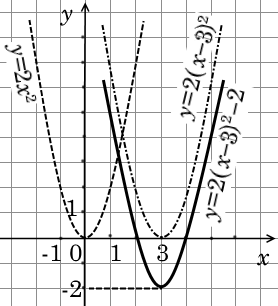 y
y=2x²
y=2(x-3)²
y=2(x-3)²-2
1
-1 0 1 3 x
-2